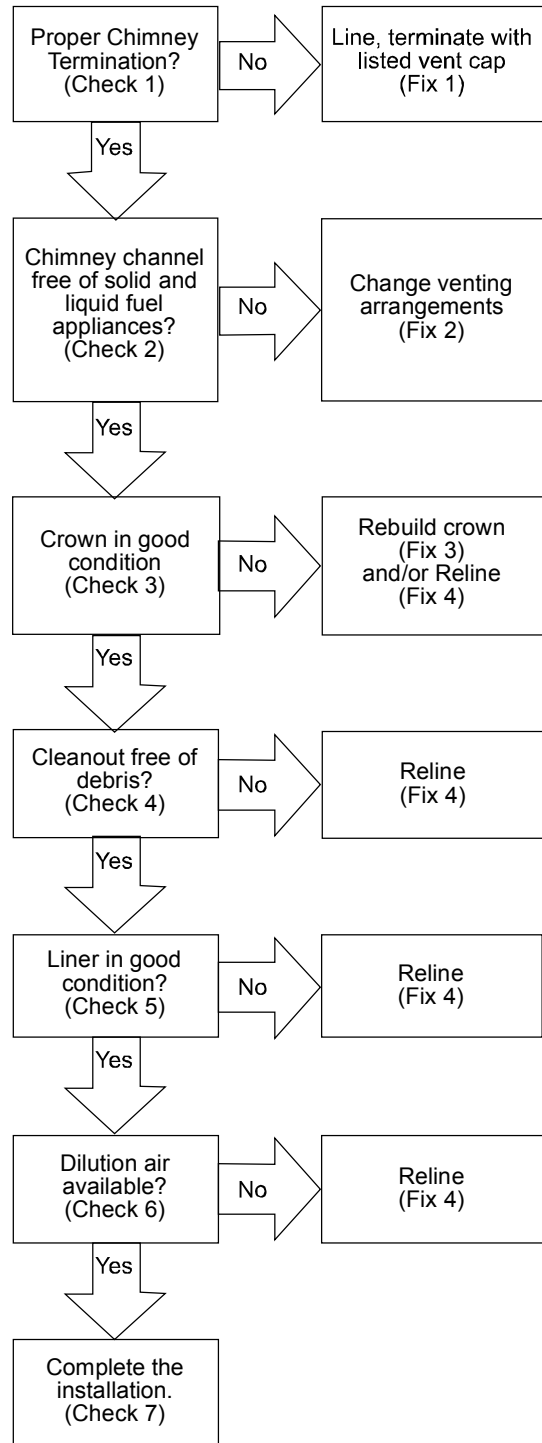 Proper Chimney
Termination?
(Check 1)
No
Line, terminate with
listed vent cap
(Fix 1)
Yes
Chimney channel
free of solid and
liquid fuel
appliances?
(Check 2)
No
Change venting
arrangements
(Fix 2)
Yes
Crown in good
condition
(Check 3)
No
Rebuild crown
(Fix 3)
and/or Reline
(Fix 4)
Yes
Cleanout free of
debris?
(Check 4)
No
Reline
(Fix 4)
Yes
Liner in good
condition?
(Check 5)
No
Reline
(Fix 4)
Yes
Dilution air
available?
(Check 6)
No
Reline
(Fix 4)
Yes
Complete the
installation.
(Check 7)